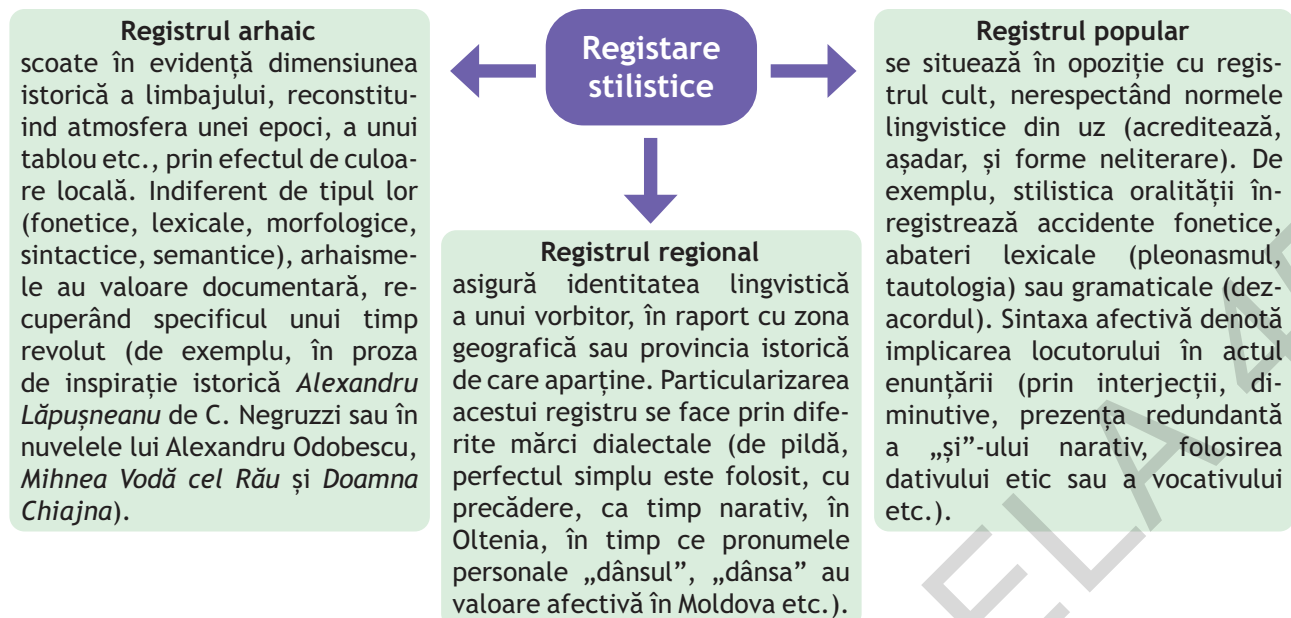 Registare
stilistice
Registrul arhaic
scoate în evidență dimensiunea
istorică a limbajului, reconstitu-
ind atmosfera unei epoci, a unui
tablou etc., prin efectul de culoa-
re locală. Indiferent de tipul lor
(fonetice, lexicale, morfologice,
sintactice, semantice), arhaisme-
le au valoare documentară, re-
cuperând specificul unui timp
revolut (de exemplu, în proza
de inspirație istorică Alexandru
Lăpușneanu de C. Negruzzi sau în
nuvelele lui Alexandru Odobescu,
Mihnea Vodă cel Rău și Doamna
Chiajna).
Registrul regional
asigură identitatea lingvistică
a unui vorbitor, în raport cu zona
geografică sau provincia istorică
de care aparține. Particularizarea
acestui registru se face prin dife-
rite mărci dialectale (de pildă,
perfectul simplu este folosit, cu
precădere, ca timp narativ, în
Oltenia, în timp ce pronumele
personale „dânsul”, „dânsa” au
valoare afectivă în Moldova etc.).
Registrul popular
se situează în opoziție cu regis-
trul cult, nerespectând normele
lingvistice din uz (acreditează,
așadar, și forme neliterare). De
exemplu, stilistica oralității în-
registrează accidente fonetice,
abateri lexicale (pleonasmul,
tautologia) sau gramaticale (dez-
acordul). Sintaxa afectivă denotă
implicarea locutorului în actul
enunțării (prin interjecții, di-
minutive, prezența redundantă
a „și”-ului narativ, folosirea
dativului etic sau a vocativului
etc.).